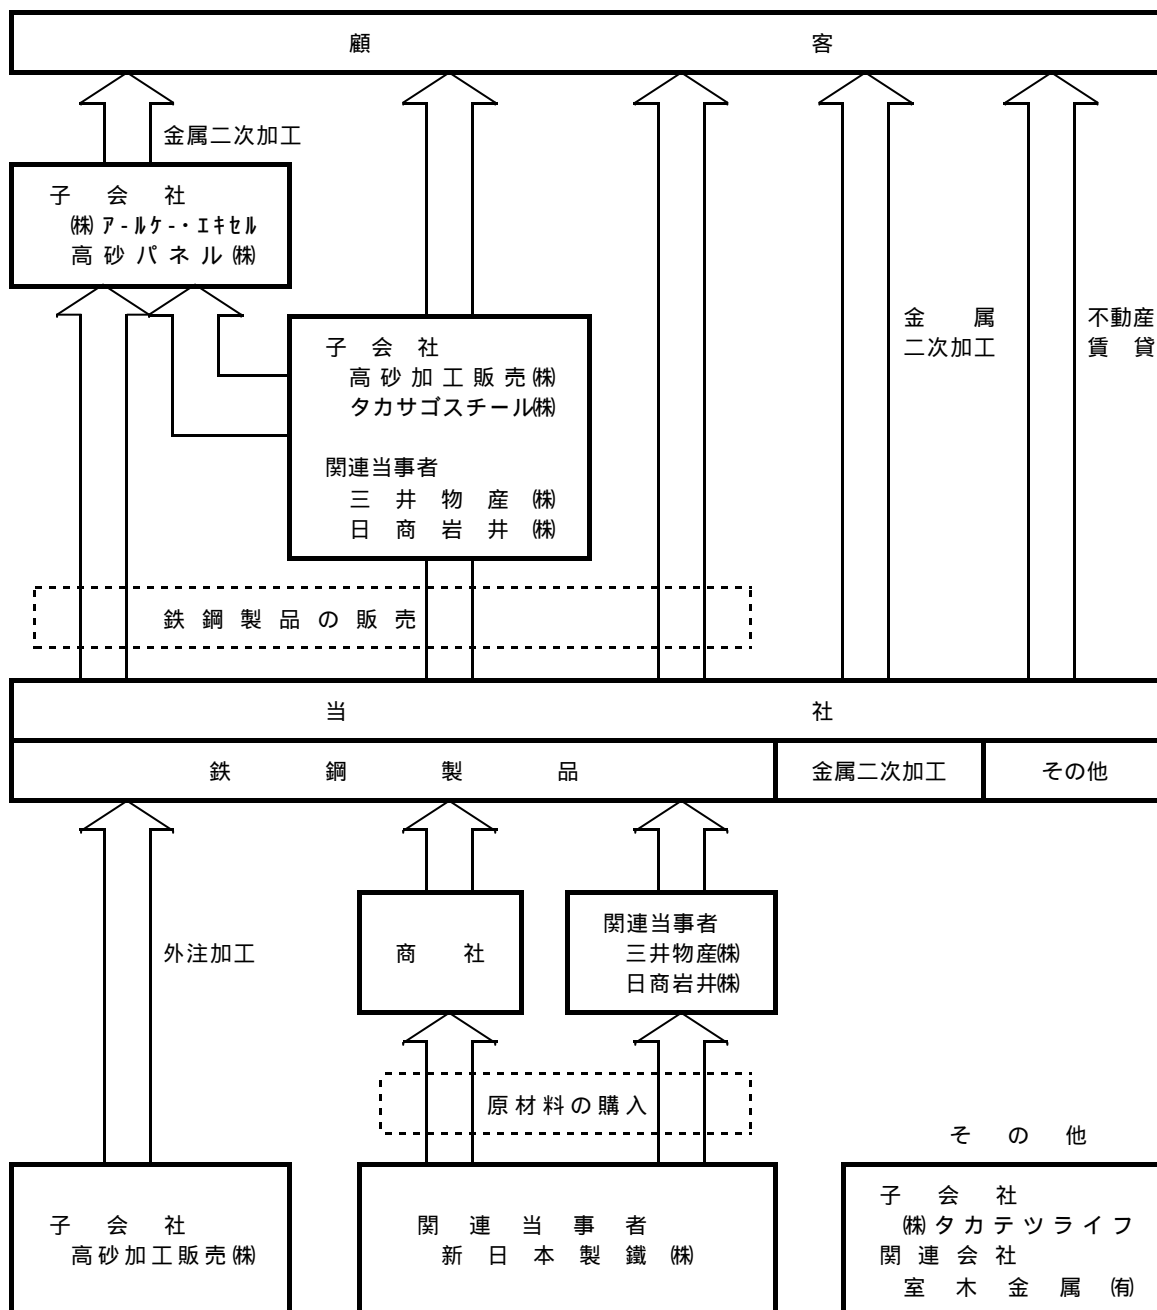 顧客
金属二次加工
子会社
㈱アールケー・エキセル
高砂パネル㈱
子会社
高砂加工販売㈱
タカサゴスチール㈱
関連当事者
三井物産㈱
日商岩井㈱
金属
二次加工
不動産
賃貸
鉄鋼製品の販売
当社
鉄鋼製品
金属二次加工
その他
外注加工
商社
関連当事者
三井物産㈱
日商岩井㈱
原材料の購入
その他
子会社
高砂加工販売㈱
関連当事者
新日本製鐵㈱
子会社
㈱タカテツライフ
関連会社
室木金属㈲